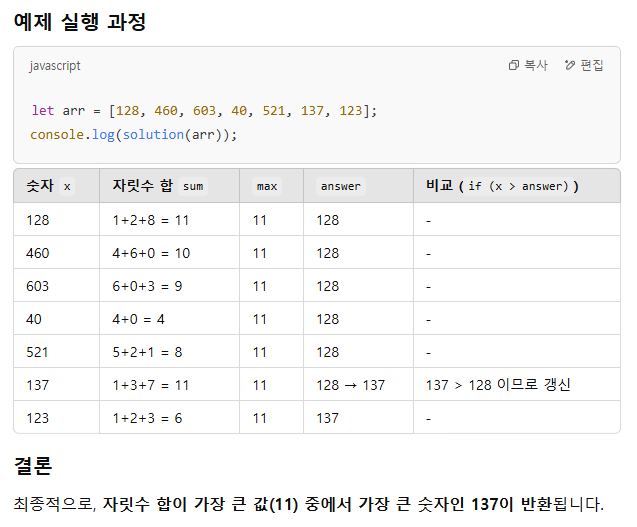 예제 실행 과정
javascript 복사 편집
let arr = [128, 460, 603, 40, 521, 137, 123];
console.log(solution(arr));
숫자 x 자릿수 합 sum max answer 비교 ( if (x > answer) )
128 1+2+8 = 11 11 128 -
460 4+6+0 = 10 11 128 -
603 6+0+3 = 9 11 128 -
40 4+0 = 4 11 128 -
521 5+2+1 = 8 11 128 -
137 1+3+7 = 11 11 128 → 137 137 > 128 이므로 갱신
123 1+2+3 = 6 11 137 -
결론
최종적으로, 자릿수 합이 가장 큰 값(11) 중에서 가장 큰 숫자인 137이 반환됩니다.